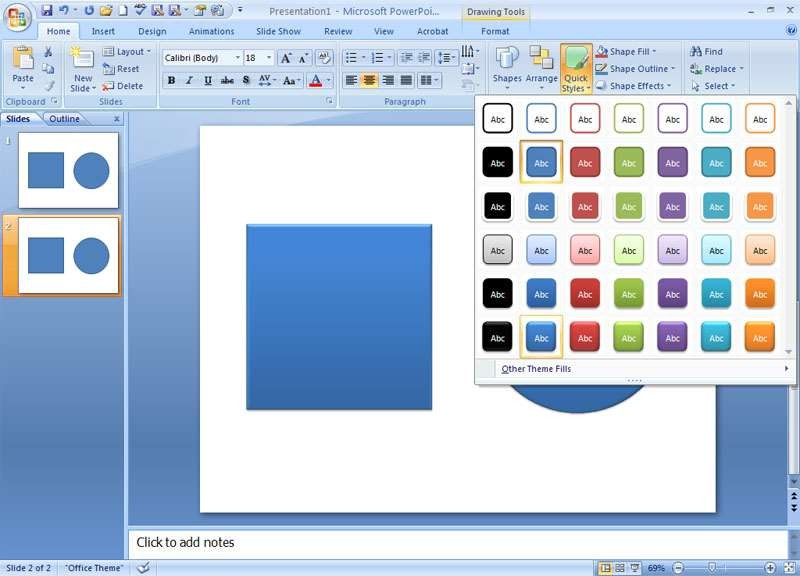 Presentation1 - Microsoft PowerPoi...
Drawing Tools
Home Insert Design Animations Slide Show Review View Acrobat Format
Paste
New Slide
Layout
Reset
Delete
Calibri (Body) 18
B I U abe S AV Aa A
Shapes Arrange Quick Styles
Shape Fill
Shape Outline
Shape Effects
Find
Replace
Select
Clipboard Slides Font Paragraph
Slides Outline
1
2
Abc Abc Abc Abc Abc Abc Abc
Abc Abc Abc Abc Abc Abc Abc
Abc Abc Abc Abc Abc Abc Abc
Abc Abc Abc Abc Abc Abc Abc
Abc Abc Abc Abc Abc Abc Abc
Abc Abc Abc Abc Abc Abc Abc
Other Theme Fills
Click to add notes
Slide 2 of 2 "Office Theme" 69%